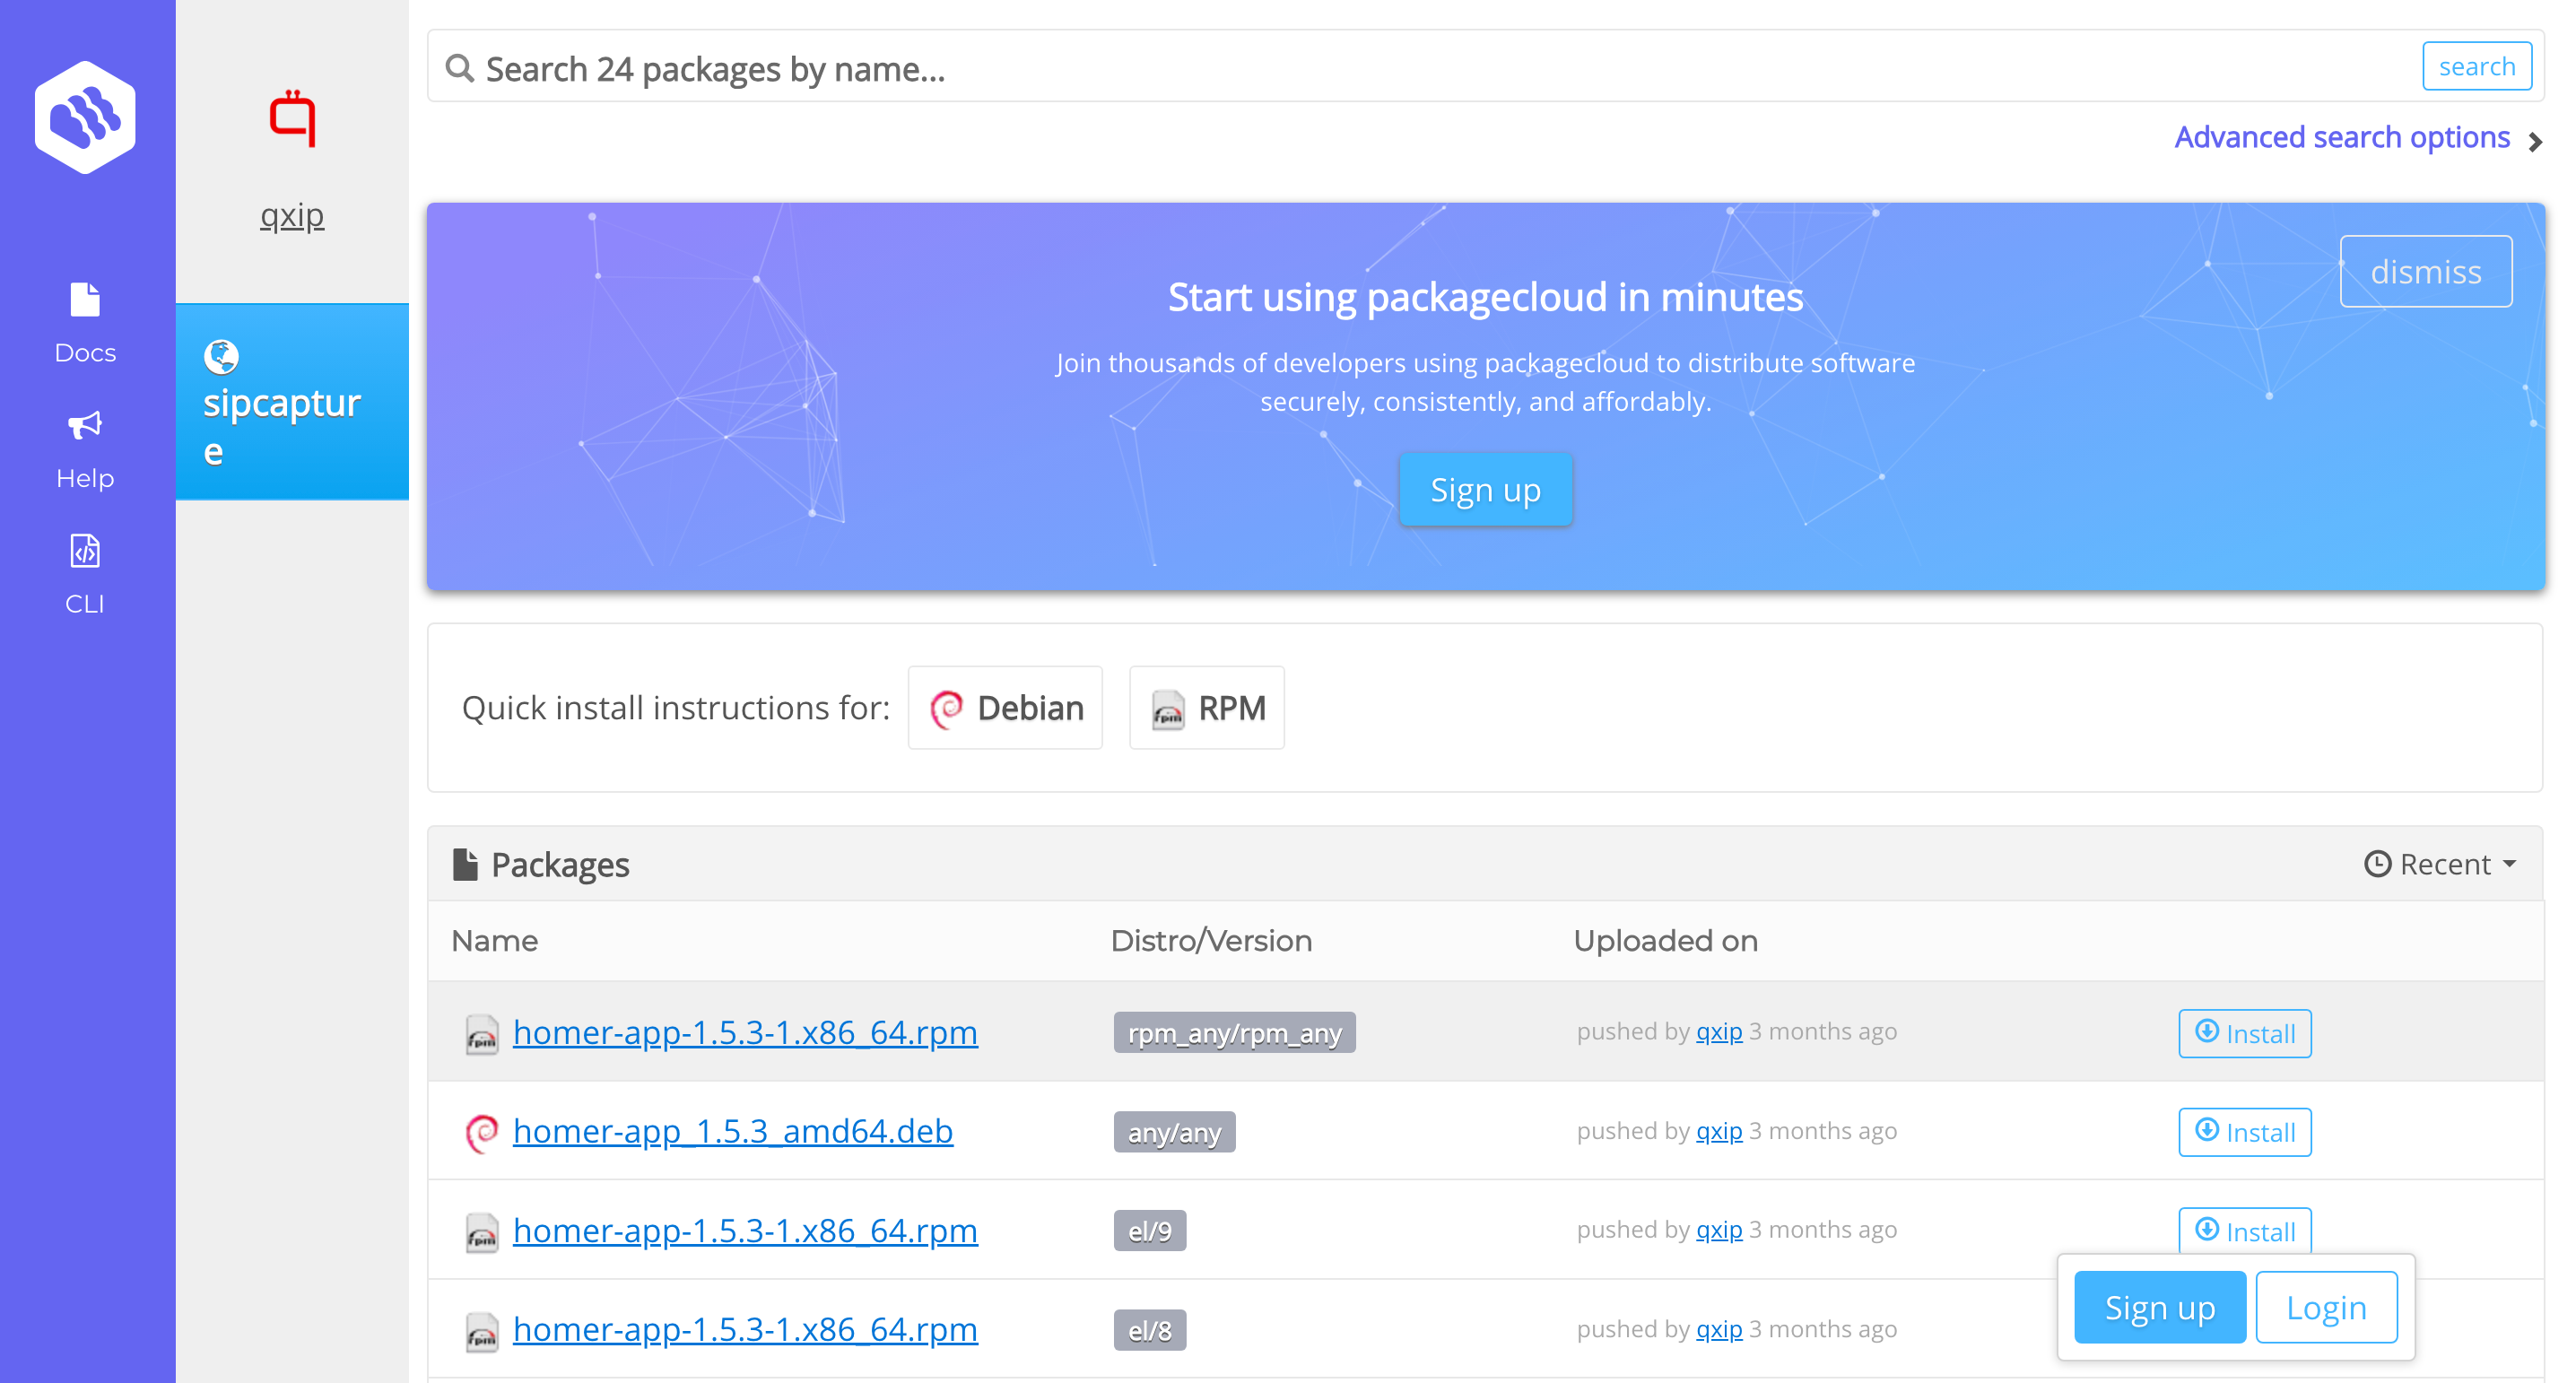 Docs
Help
CLI
qxip
sipcaptur
e
Search 24 packages by name...
search
Advanced search options
dismiss
Start using packagecloud in minutes
Join thousands of developers using packagecloud to distribute software
securely, consistently, and affordably.
Sign up
Quick install instructions for: Debian RPM
Packages Recent
Name Distro/Version Uploaded on
rpm homer-app-1.5.3-1.x86_64.rpm rpm_any/rpm_any pushed by qxip 3 months ago Install
homer-app_1.5.3_amd64.deb any/any pushed by qxip 3 months ago Install
rpm homer-app-1.5.3-1.x86_64.rpm el/9 pushed by qxip 3 months ago Install
rpm homer-app-1.5.3-1.x86_64.rpm el/8 pushed by qxip 3 months ago
Sign up Login